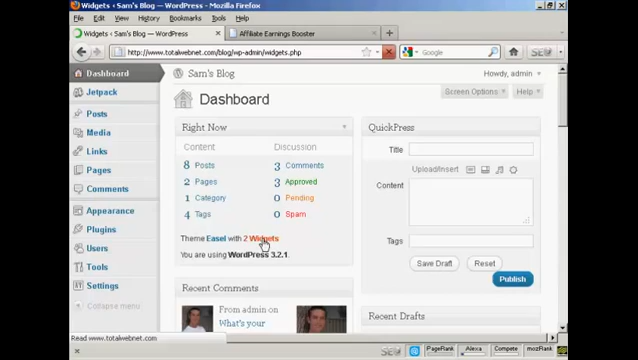 Widgets ‹ Sam's Blog — WordPress - Mozilla Firefox
File Edit View History Bookmarks Tools Help
Widgets ‹ Sam's Blog — WordPress
Affiliate Earnings Booster
http://www.totalwebnet.com/blog/wp-admin/widgets.php
Google
Sam's Blog
Howdy, admin
Screen Options
Help
Dashboard
Dashboard
Jetpack
Posts
Media
Links
Pages
Comments
Appearance
Plugins
Users
Tools
Settings
Collapse menu
Right Now
Content Discussion
8 Posts 3 Comments
2 Pages 3 Approved
1 Category 0 Pending
4 Tags 0 Spam
Theme Easel with 2 Widgets
You are using WordPress 3.2.1.
Recent Comments
From admin on
What's your
QuickPress
Title
Upload/Insert
Content
Tags
Save Draft
Reset
Publish
Recent Drafts
Read www.totalwebnet.com
PageRank
Alexa
Compete
mozRank